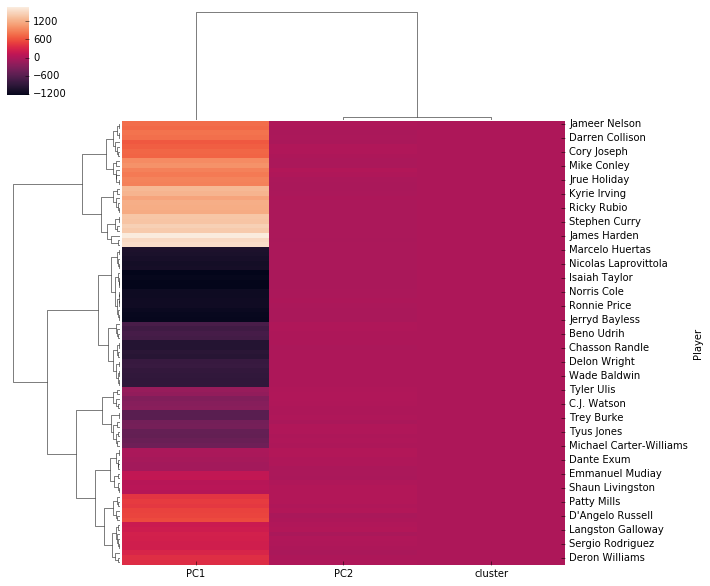 1200
600
0
−600
−1200
Jameer Nelson
Darren Collison
Cory Joseph
Mike Conley
Jrue Holiday
Kyrie Irving
Ricky Rubio
Stephen Curry
James Harden
Marcelo Huertas
Nicolas Laprovittola
Isaiah Taylor
Norris Cole
Ronnie Price
Jerryd Bayless
Beno Udrih
Chasson Randle
Delon Wright
Wade Baldwin
Tyler Ulis
C.J. Watson
Trey Burke
Tyus Jones
Michael Carter-Williams
Dante Exum
Emmanuel Mudiay
Shaun Livingston
Patty Mills
D'Angelo Russell
Langston Galloway
Sergio Rodriguez
Deron Williams
Player
PC1 PC2 cluster